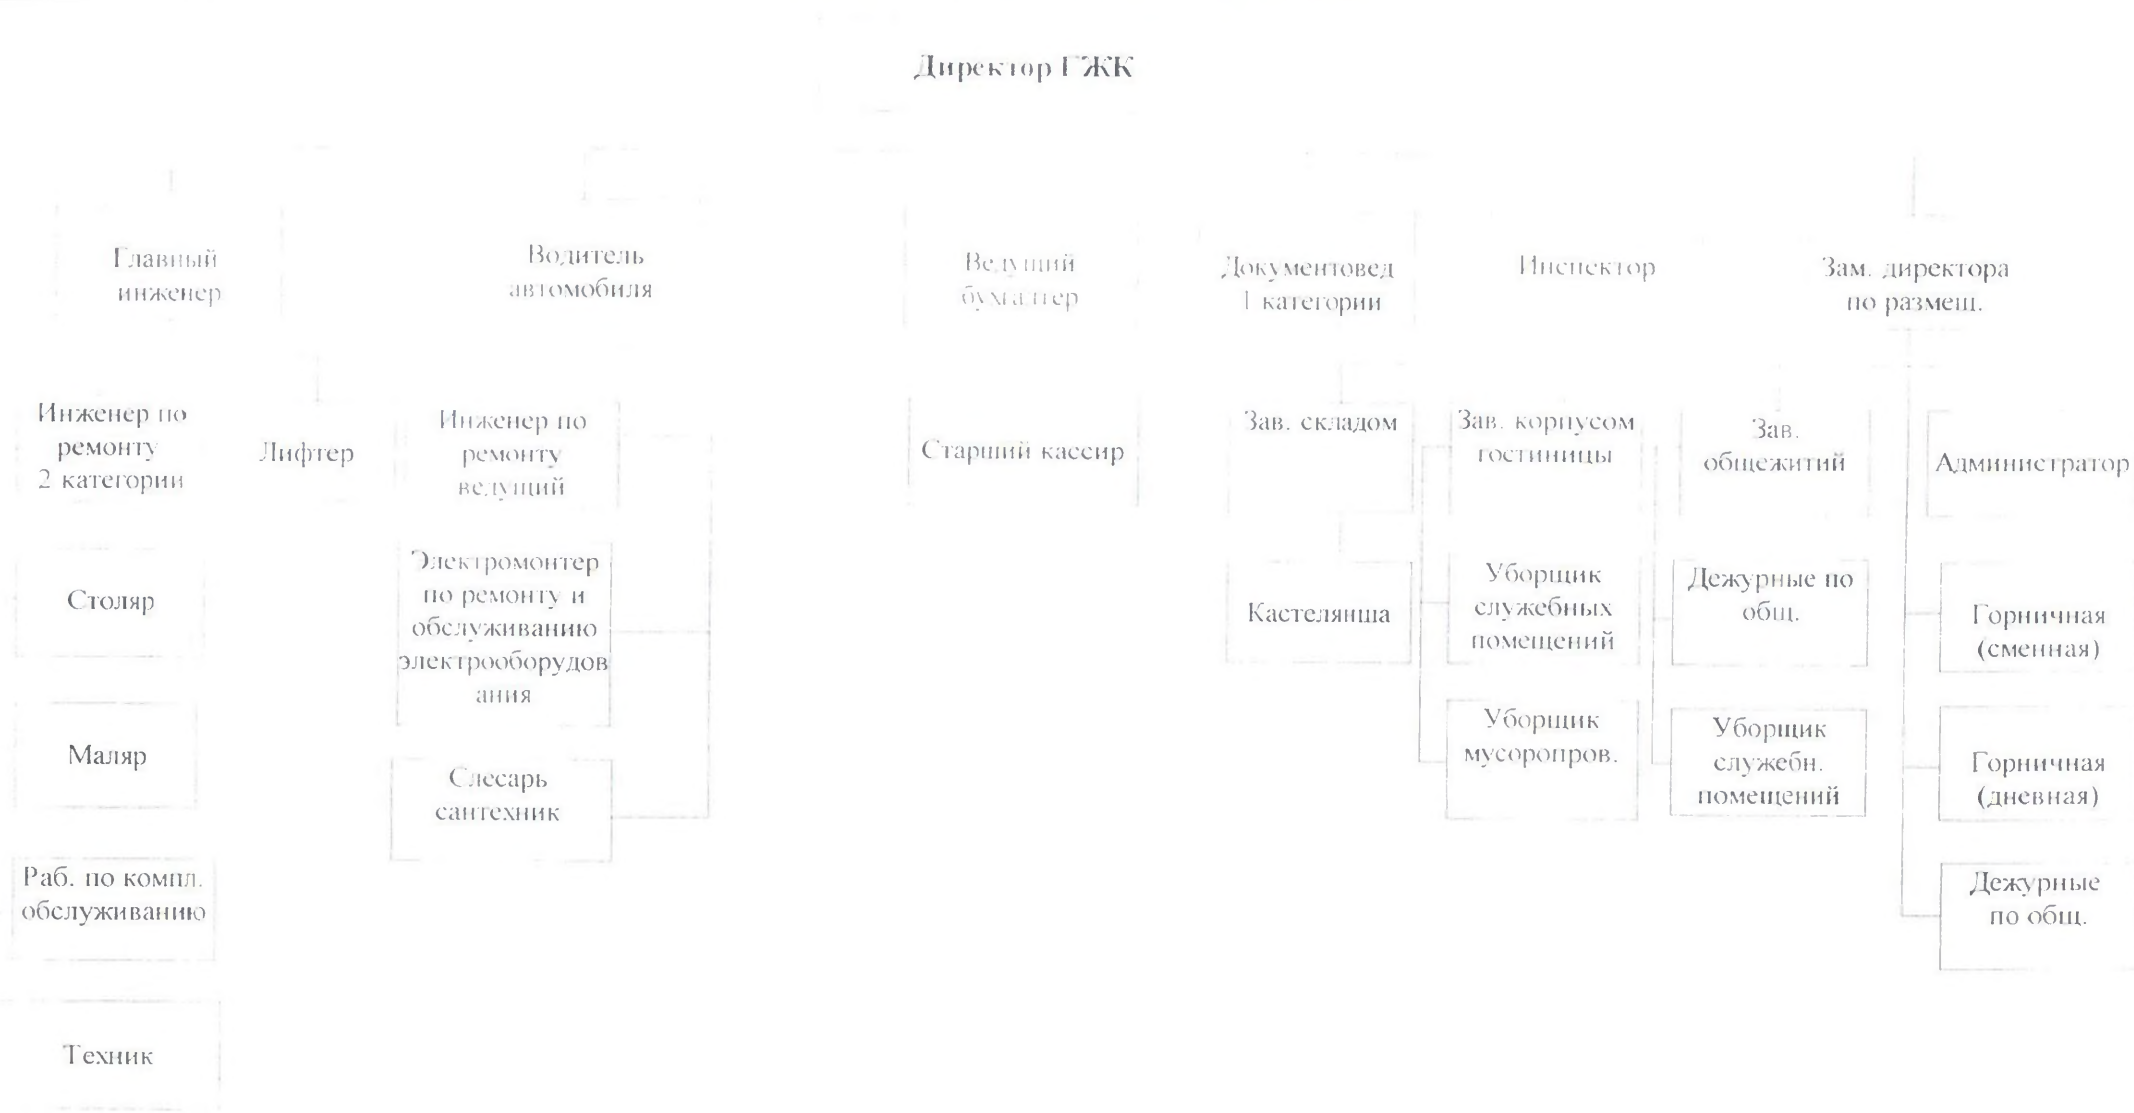 Директор ГЖК
Главный
инженер
Водитель
автомобиля
Ведущий
бухгалтер
Документовед
1 категории
Инспектор
Зам. директора
по размещ.
Инженер по
ремонту
2 категории
Лифтер
Инженер по
ремонту
ведущий
Старший кассир
Зав. складом
Зав. корпусом
гостиницы
Зав.
общежитий
Администратор
Столяр
Электромонтер
по ремонту и
обслуживанию
электрооборудов
ания
Кастелянша
Уборщик
служебных
помещений
Дежурные по
общ.
Горничная
(сменная)
Маляр
Слесарь
сантехник
Уборщик
мусоропров.
Уборщик
служебн.
помещений
Горничная
(дневная)
Раб. по компл.
обслуживанию
Дежурные
по общ.
Техник